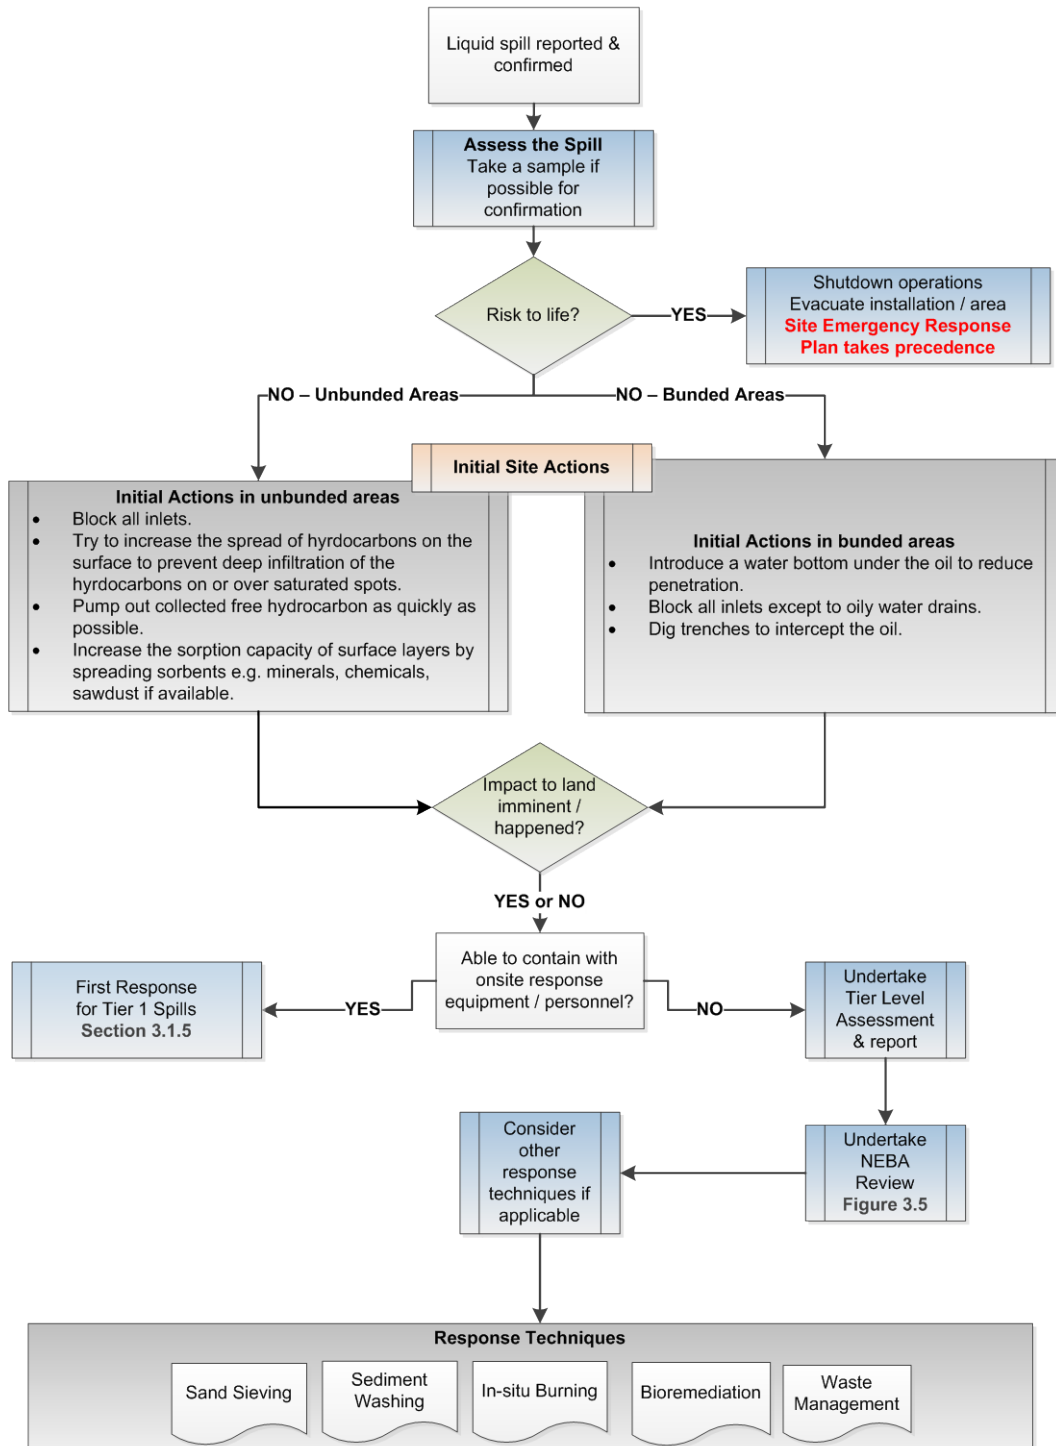 Liquid spill reported &
confirmed
Assess the Spill
Take a sample if
possible for
confirmation
Risk to life?
YES
Shutdown operations
Evacuate installation / area
Site Emergency Response
Plan takes precedence
NO – Unbunded Areas
NO – Bunded Areas
Initial Site Actions
Initial Actions in unbunded areas
• Block all inlets.
• Try to increase the spread of hyrdocarbons on the
surface to prevent deep infiltration of the
hyrdocarbons on or over saturated spots.
• Pump out collected free hydrocarbon as quickly as
possible.
• Increase the sorption capacity of surface layers by
spreading sorbents e.g. minerals, chemicals,
sawdust if available.
Initial Actions in bunded areas
• Introduce a water bottom under the oil to reduce
penetration.
• Block all inlets except to oily water drains.
• Dig trenches to intercept the oil.
Impact to land
imminent /
happened?
YES or NO
Able to contain with
onsite response
equipment / personnel?
YES
First Response
for Tier 1 Spills
Section 3.1.5
NO
Undertake
Tier Level
Assessment
& report
Undertake
NEBA
Review
Figure 3.5
Consider
other
response
techniques if
applicable
Response Techniques
Sand Sieving
Sediment
Washing
In-situ Burning
Bioremediation
Waste
Management